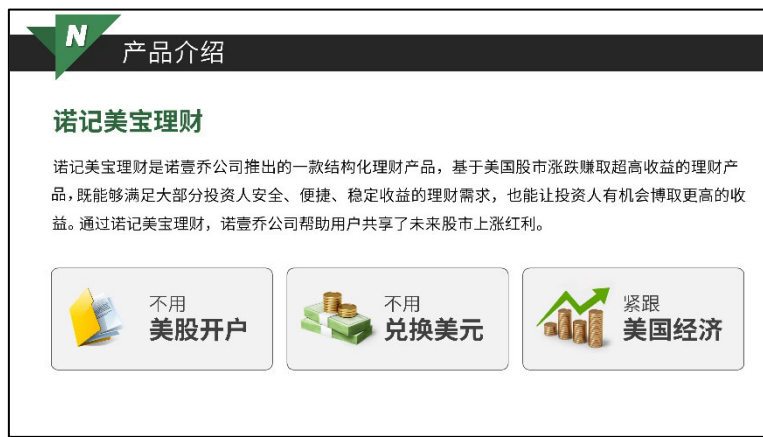 N
产品介绍
诺记美宝理财
诺记美宝理财是诺壹乔公司推出的一款结构化理财产品，基于美国股市涨跌赚取超高收益的理财产
品，既能够满足大部分投资人安全、便捷、稳定收益的理财需求，也能让投资人有机会博取更高的收
益。通过诺记美宝理财，诺壹乔公司帮助用户共享了未来股市上涨红利。
不用
美股开户
不用
兑换美元
紧跟
美国经济